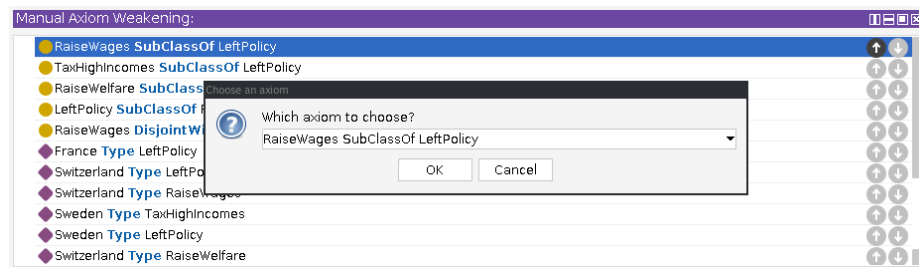 Manual Axiom Weakening:
RaiseWages SubClassOf LeftPolicy
TaxHighIncomes SubClassOf LeftPolicy
RaiseWelfare SubClass
Choose an axiom
LeftPolicy SubClassOf
Which axiom to choose?
RaiseWages DisjointWi
RaiseWages SubClassOf LeftPolicy
France Type LeftPolicy
OK Cancel
Switzerland Type LeftPo
Switzerland Type RaiseWages
Sweden Type TaxHighIncomes
Sweden Type LeftPolicy
Switzerland Type RaiseWelfare